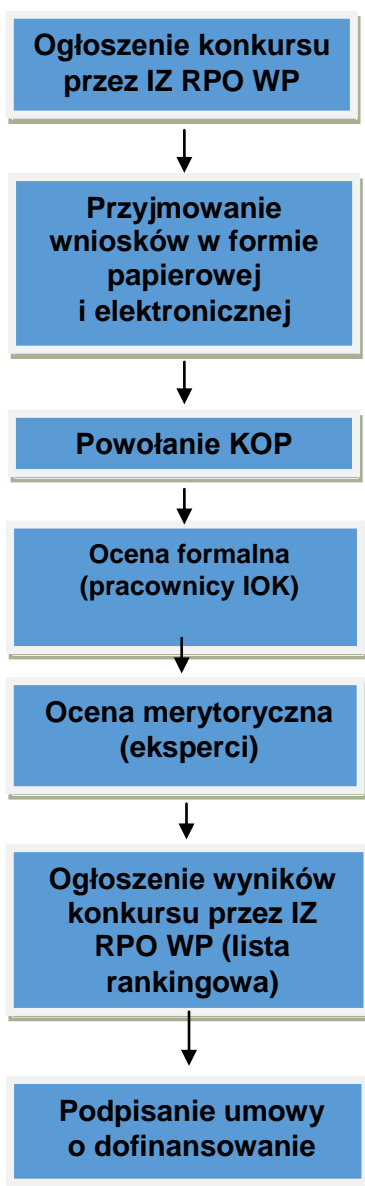 Ogłoszenie konkursu
przez IZ RPO WP
Przyjmowanie
wniosków w formie
papierowej
i elektronicznej
Powołanie KOP
Ocena formalna
(pracownicy IOK)
Ocena merytoryczna
(eksperci)
Ogłoszenie wyników
konkursu przez IZ
RPO WP (lista
rankingowa)
Podpisanie umowy
o dofinansowanie